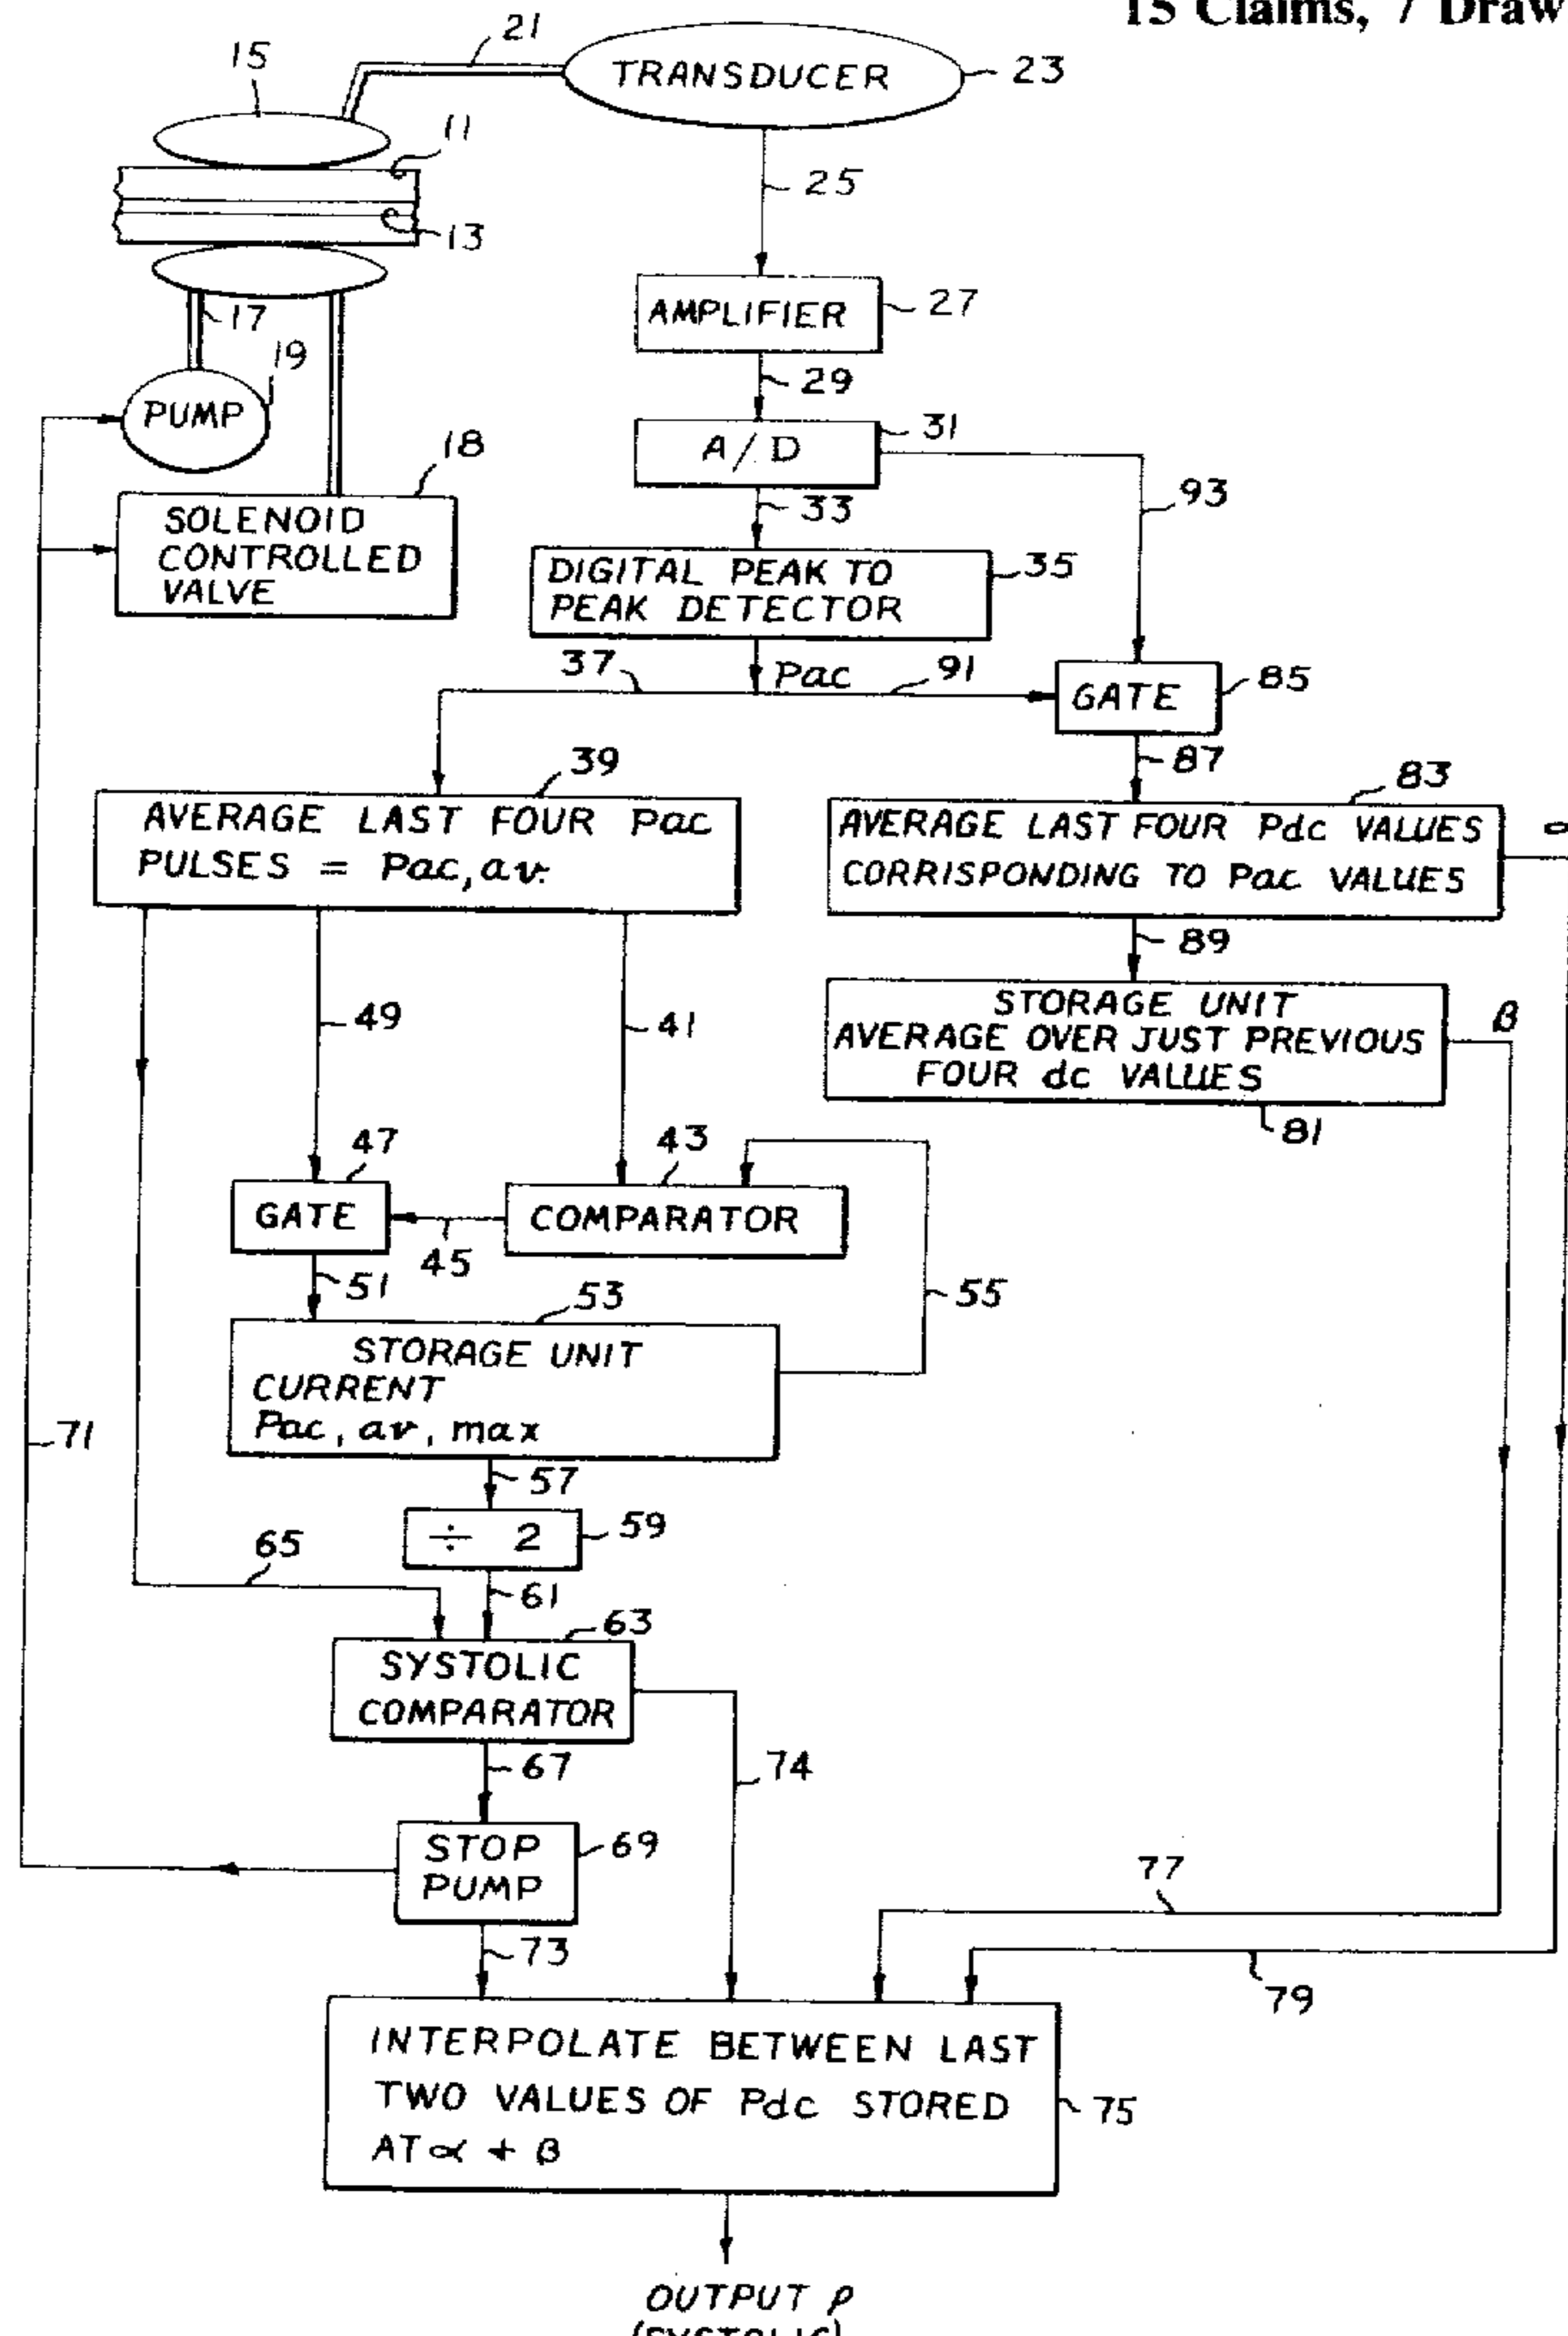 15 Claims, 7 Draw
21
15
TRANSDUCER
23
11
25
13
17
AMPLIFIER
27
19
29
PUMP
31
A/D
18
93
33
SOLENOID
CONTROLLED
VALVE
DIGITAL PEAK TO
PEAK DETECTOR
35
37
Pac
91
GATE
85
39
87
83
AVERAGE LAST FOUR Pac
PULSES = Pac, av.
AVERAGE LAST FOUR Pdc VALUES
CORRISPONDING TO Pac VALUES
89
49
41
STORAGE UNIT
AVERAGE OVER JUST PREVIOUS
FOUR dc VALUES
β
81
47
43
GATE
COMPARATOR
45
51
53
55
STORAGE UNIT
CURRENT
Pac, av, max
71
57
÷ 2
59
65
61
63
SYSTOLIC
COMPARATOR
67
74
STOP
PUMP
69
77
73
79
INTERPOLATE BETWEEN LAST
TWO VALUES OF Pdc STORED
AT α + β
75
OUTPUT P
(SYSTOLIC)